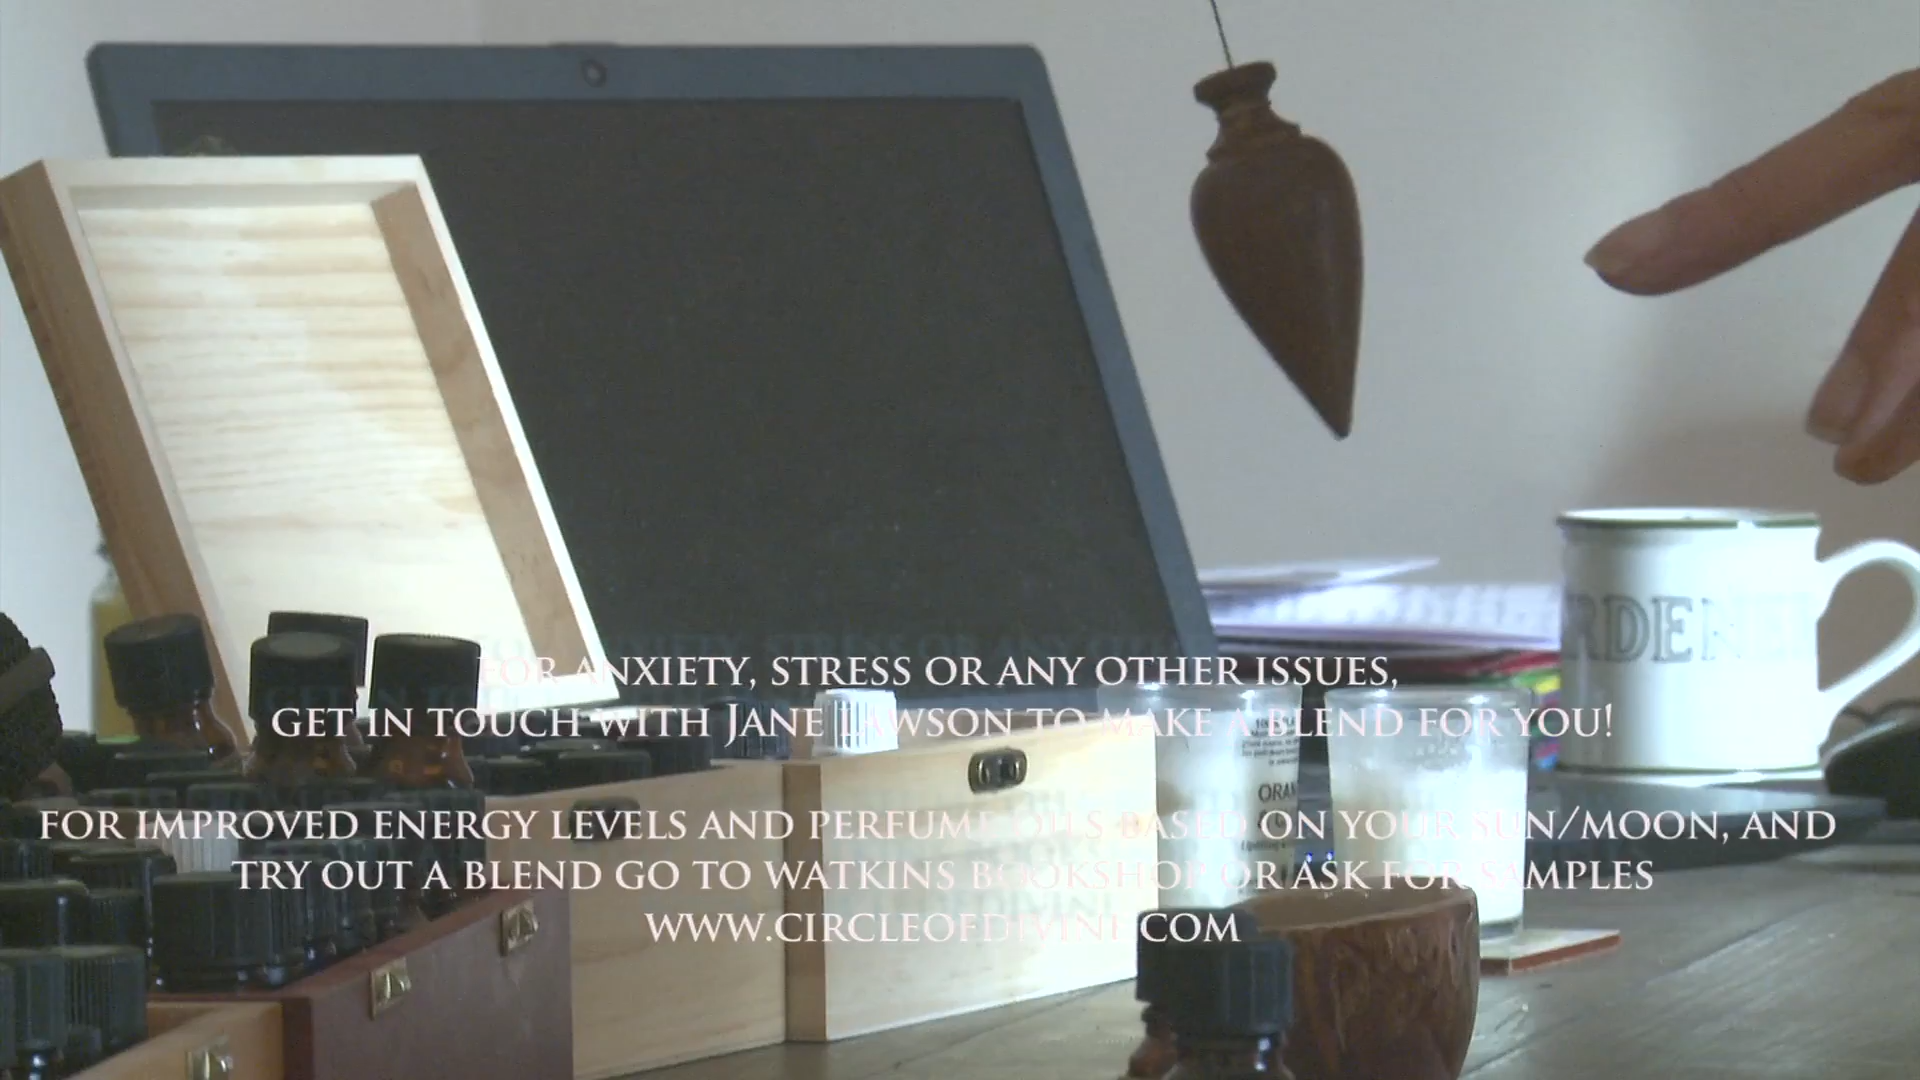 FOR ANXIETY, STRESS OR ANY OTHER ISSUES,
GET IN TOUCH WITH JANE LAWSON TO MAKE A BLEND FOR YOU!
FOR IMPROVED ENERGY LEVELS AND PERFUME OILS BASED ON YOUR SUN/MOON, AND
TRY OUT A BLEND GO TO WATKINS BOOKSHOP OR ASK FOR SAMPLES
WWW.CIRCLEOFDIVINE.COM
RDENE
ORAN